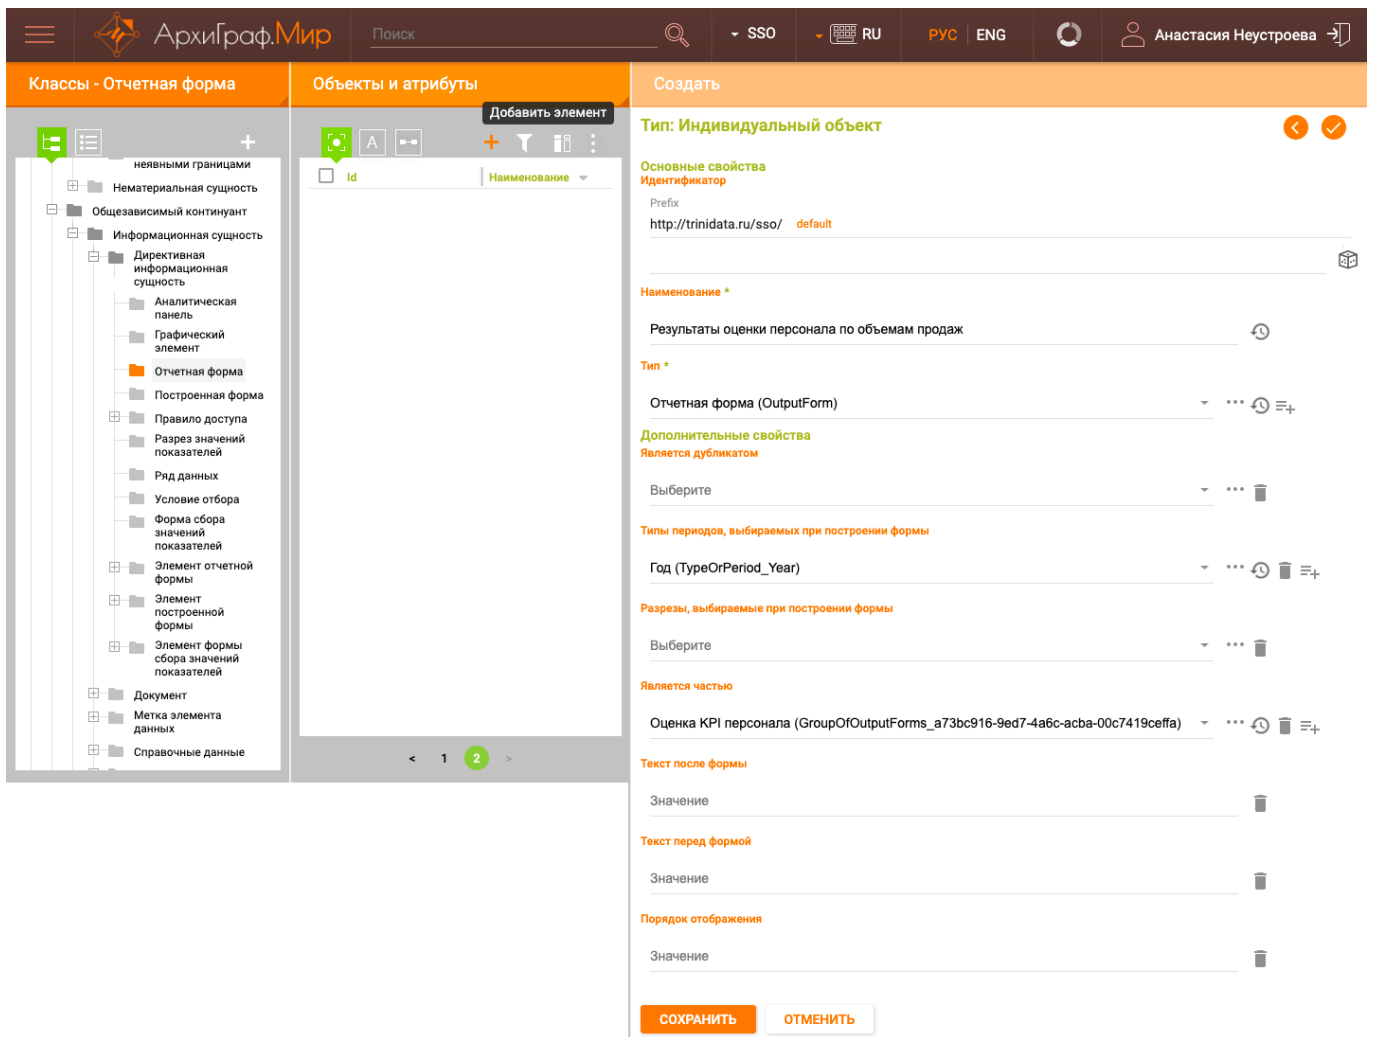 АрхиГраф.Мир
Поиск
SSO
RU
РУС | ENG
Анастасия Неустроева
Классы - Отчетная форма
Объекты и атрибуты
Создать
Добавить элемент
неявными границами
Нематериальная сущность
Общезависимый континуант
Информационная сущность
Директивная
информационная
сущность
Аналитическая
панель
Графический
элемент
Отчетная форма
Построенная форма
Правило доступа
Разрез значений
показателей
Ряд данных
Условие отбора
Форма сбора
значений
показателей
Элемент отчетной
формы
Элемент
построенной
формы
Элемент формы
сбора значений
показателей
Документ
Метка элемента
данных
Справочные данные
A
Id
Наименование
< 1 2 >
Тип: Индивидуальный объект
Основные свойства
Идентификатор
Prefix
http://trinidata.ru/sso/ default
Наименование *
Результаты оценки персонала по объемам продаж
Тип *
Отчетная форма (OutputForm)
Дополнительные свойства
Является дубликатом
Выберите
Типы периодов, выбираемых при построении формы
Год (TypeOrPeriod_Year)
Разрезы, выбираемые при построении формы
Выберите
Является частью
Оценка KPI персонала (GroupOfOutputForms_a73bc916-9ed7-4a6c-acba-00c7419ceffa)
Текст после формы
Значение
Текст перед формой
Значение
Порядок отображения
Значение
СОХРАНИТЬ
ОТМЕНИТЬ